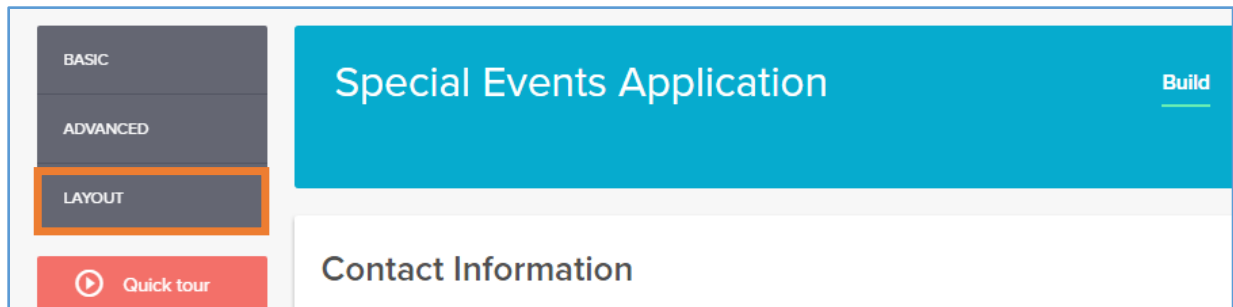 BASIC
ADVANCED
LAYOUT
Quick tour
Special Events Application
Build
Contact Information